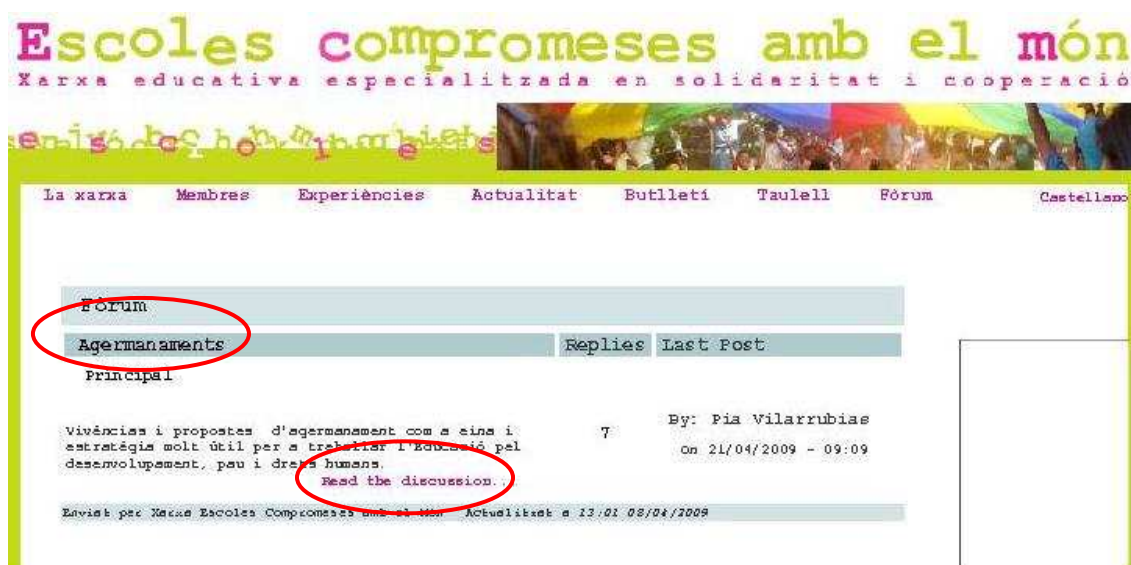 Escoles compromeses amb el món
Xarxa educativa especialitzada en solidaritat i cooperació
La xarxa Membres Experiències Actualitat Butlletí Taulell Fòrum Castellano
Fòrum
Agermanaments Replies Last Post
Principal
Vivències i propostes d'agermanament com a eina i
estratégia molt útil per a treballar l'Educació pel
desenvolupament, pau i drets humans.
7
By: Pia Vilarrubias
On 21/04/2009 - 09:09
Read the discussion...
Enviat per Xarxa Escoles Compromeses amb el Món Actualitzat a 13:01 08/04/2009